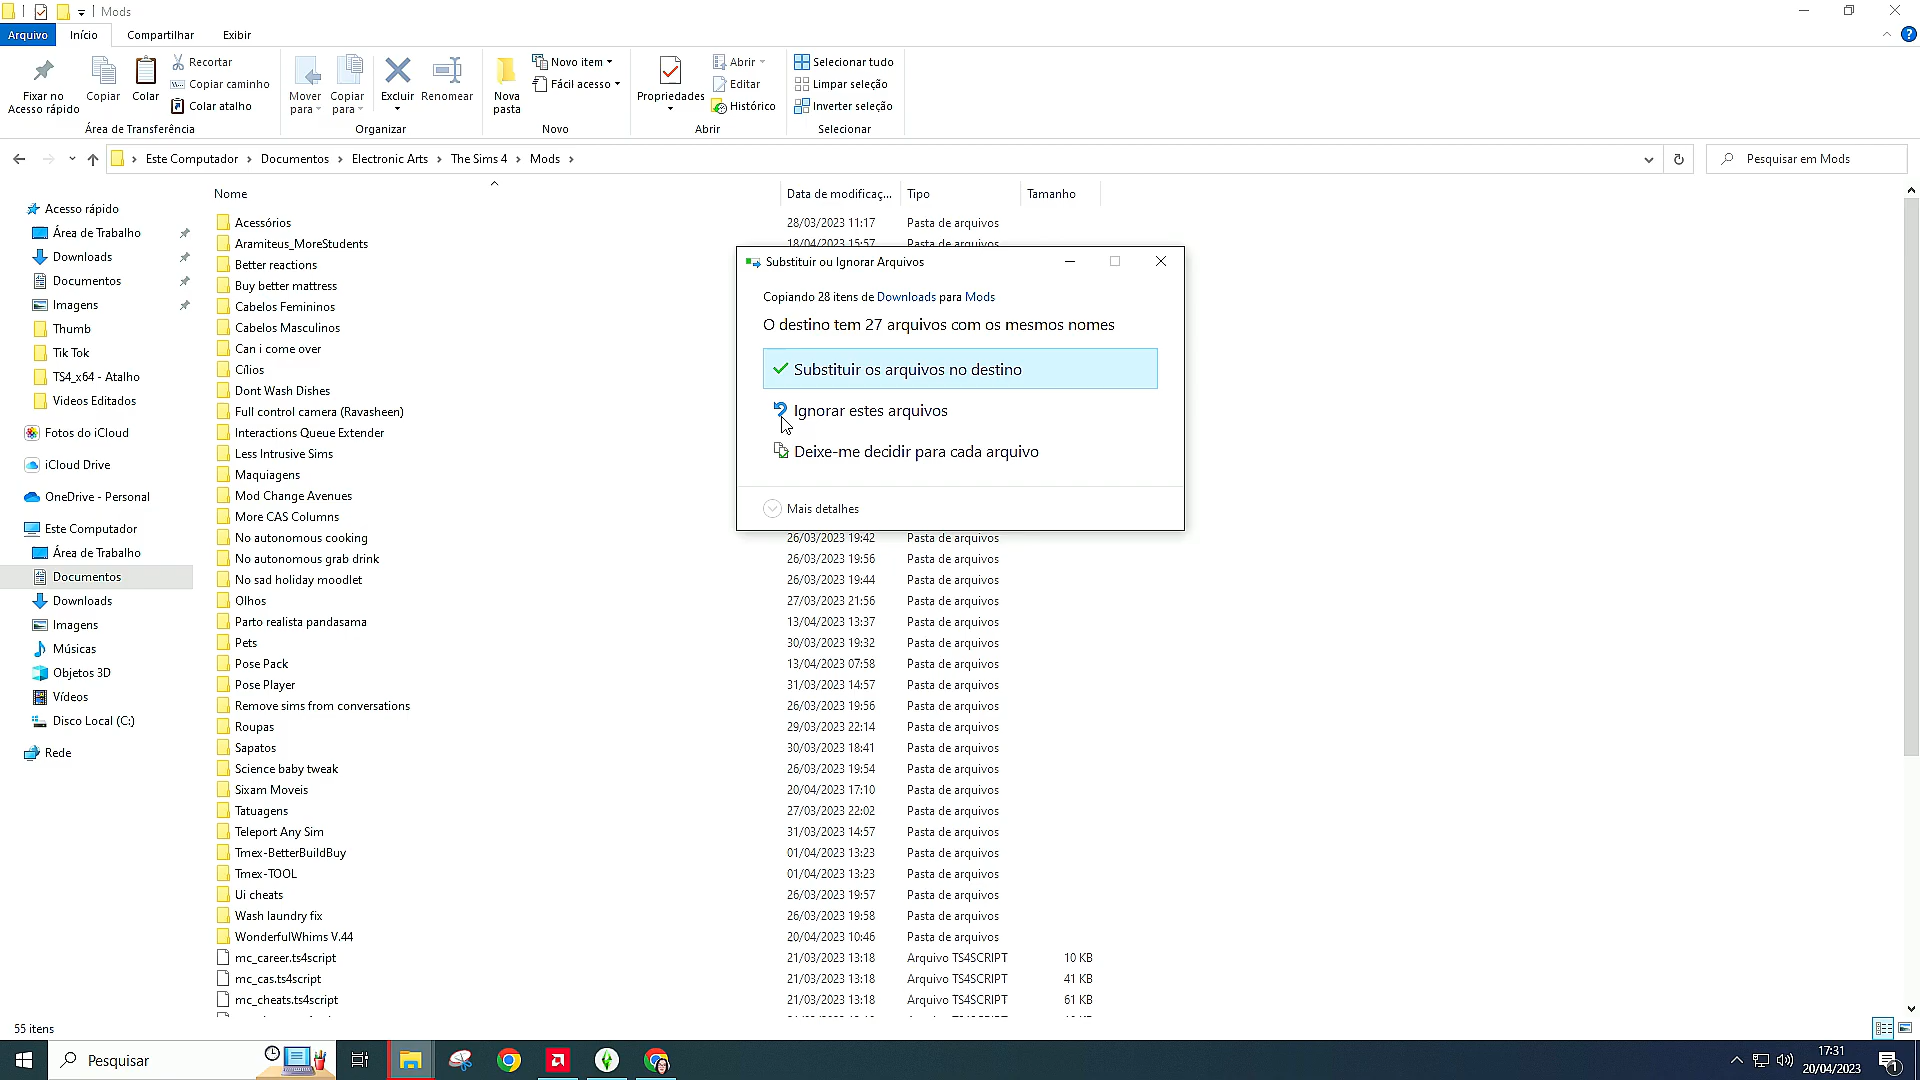 Mods
Arquivo Início Compartilhar Exibir
Fixar no Acesso rápido
Copiar
Colar
Recortar
Copiar caminho
Colar atalho
Área de Transferência
Mover para
Copiar para
Excluir
Renomear
Organizar
Nova pasta
Novo item
Fácil acesso
Novo
Propriedades
Abrir
Editar
Histórico
Abrir
Selecionar tudo
Limpar seleção
Inverter seleção
Selecionar
Este Computador > Documentos > Electronic Arts > The Sims 4 > Mods >
Pesquisar em Mods
Acesso rápido
Área de Trabalho
Downloads
Documentos
Imagens
Thumb
Tik Tok
TS4_x64 - Atalho
Videos Editados
Fotos do iCloud
iCloud Drive
OneDrive - Personal
Este Computador
Área de Trabalho
Documentos
Downloads
Imagens
Músicas
Objetos 3D
Vídeos
Disco Local (C:)
Rede
Nome Data de modificaç... Tipo Tamanho
Acessórios 28/03/2023 11:17 Pasta de arquivos
Aramiteus_MoreStudents 18/04/2023 15:57 Pasta de arquivos
Better reactions
Buy better mattress
Cabelos Femininos
Cabelos Masculinos
Can i come over
Cílios
Dont Wash Dishes
Full control camera (Ravasheen)
Interactions Queue Extender
Less Intrusive Sims
Maquiagens
Mod Change Avenues
More CAS Columns
No autonomous cooking 26/03/2023 19:42 Pasta de arquivos
No autonomous grab drink 26/03/2023 19:56 Pasta de arquivos
No sad holiday moodlet 26/03/2023 19:44 Pasta de arquivos
Olhos 27/03/2023 21:56 Pasta de arquivos
Parto realista pandasama 13/04/2023 13:37 Pasta de arquivos
Pets 30/03/2023 19:32 Pasta de arquivos
Pose Pack 13/04/2023 07:58 Pasta de arquivos
Pose Player 31/03/2023 14:57 Pasta de arquivos
Remove sims from conversations 26/03/2023 19:56 Pasta de arquivos
Roupas 29/03/2023 22:14 Pasta de arquivos
Sapatos 30/03/2023 18:41 Pasta de arquivos
Science baby tweak 26/03/2023 19:54 Pasta de arquivos
Sixam Moveis 20/04/2023 17:10 Pasta de arquivos
Tatuagens 27/03/2023 22:02 Pasta de arquivos
Teleport Any Sim 31/03/2023 14:57 Pasta de arquivos
Tmex-BetterBuildBuy 01/04/2023 13:23 Pasta de arquivos
Tmex-TOOL 01/04/2023 13:23 Pasta de arquivos
Ui cheats 26/03/2023 19:57 Pasta de arquivos
Wash laundry fix 26/03/2023 19:58 Pasta de arquivos
WonderfulWhims V.44 20/04/2023 10:46 Pasta de arquivos
mc_career.ts4script 21/03/2023 13:18 Arquivo TS4SCRIPT 10 KB
mc_cas.ts4script 21/03/2023 13:18 Arquivo TS4SCRIPT 41 KB
mc_cheats.ts4script 21/03/2023 13:18 Arquivo TS4SCRIPT 61 KB
Substituir ou Ignorar Arquivos
Copiando 28 itens de Downloads para Mods
O destino tem 27 arquivos com os mesmos nomes
Substituir os arquivos no destino
Ignorar estes arquivos
Deixe-me decidir para cada arquivo
Mais detalhes
55 itens
Pesquisar
17:31
20/04/2023
1